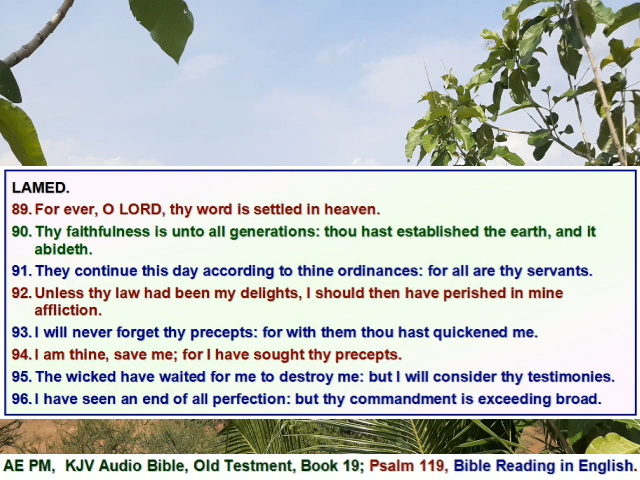 LAMED.
89. For ever, O LORD, thy word is settled in heaven.
90. Thy faithfulness is unto all generations: thou hast established the earth, and it
abideth.
91. They continue this day according to thine ordinances: for all are thy servants.
92. Unless thy law had been my delights, I should then have perished in mine
affliction.
93. I will never forget thy precepts: for with them thou hast quickened me.
94. I am thine, save me; for I have sought thy precepts.
95. The wicked have waited for me to destroy me: but I will consider thy testimonies.
96. I have seen an end of all perfection: but thy commandment is exceeding broad.
AE PM, KJV Audio Bible, Old Testment, Book 19; Psalm 119, Bible Reading in English.